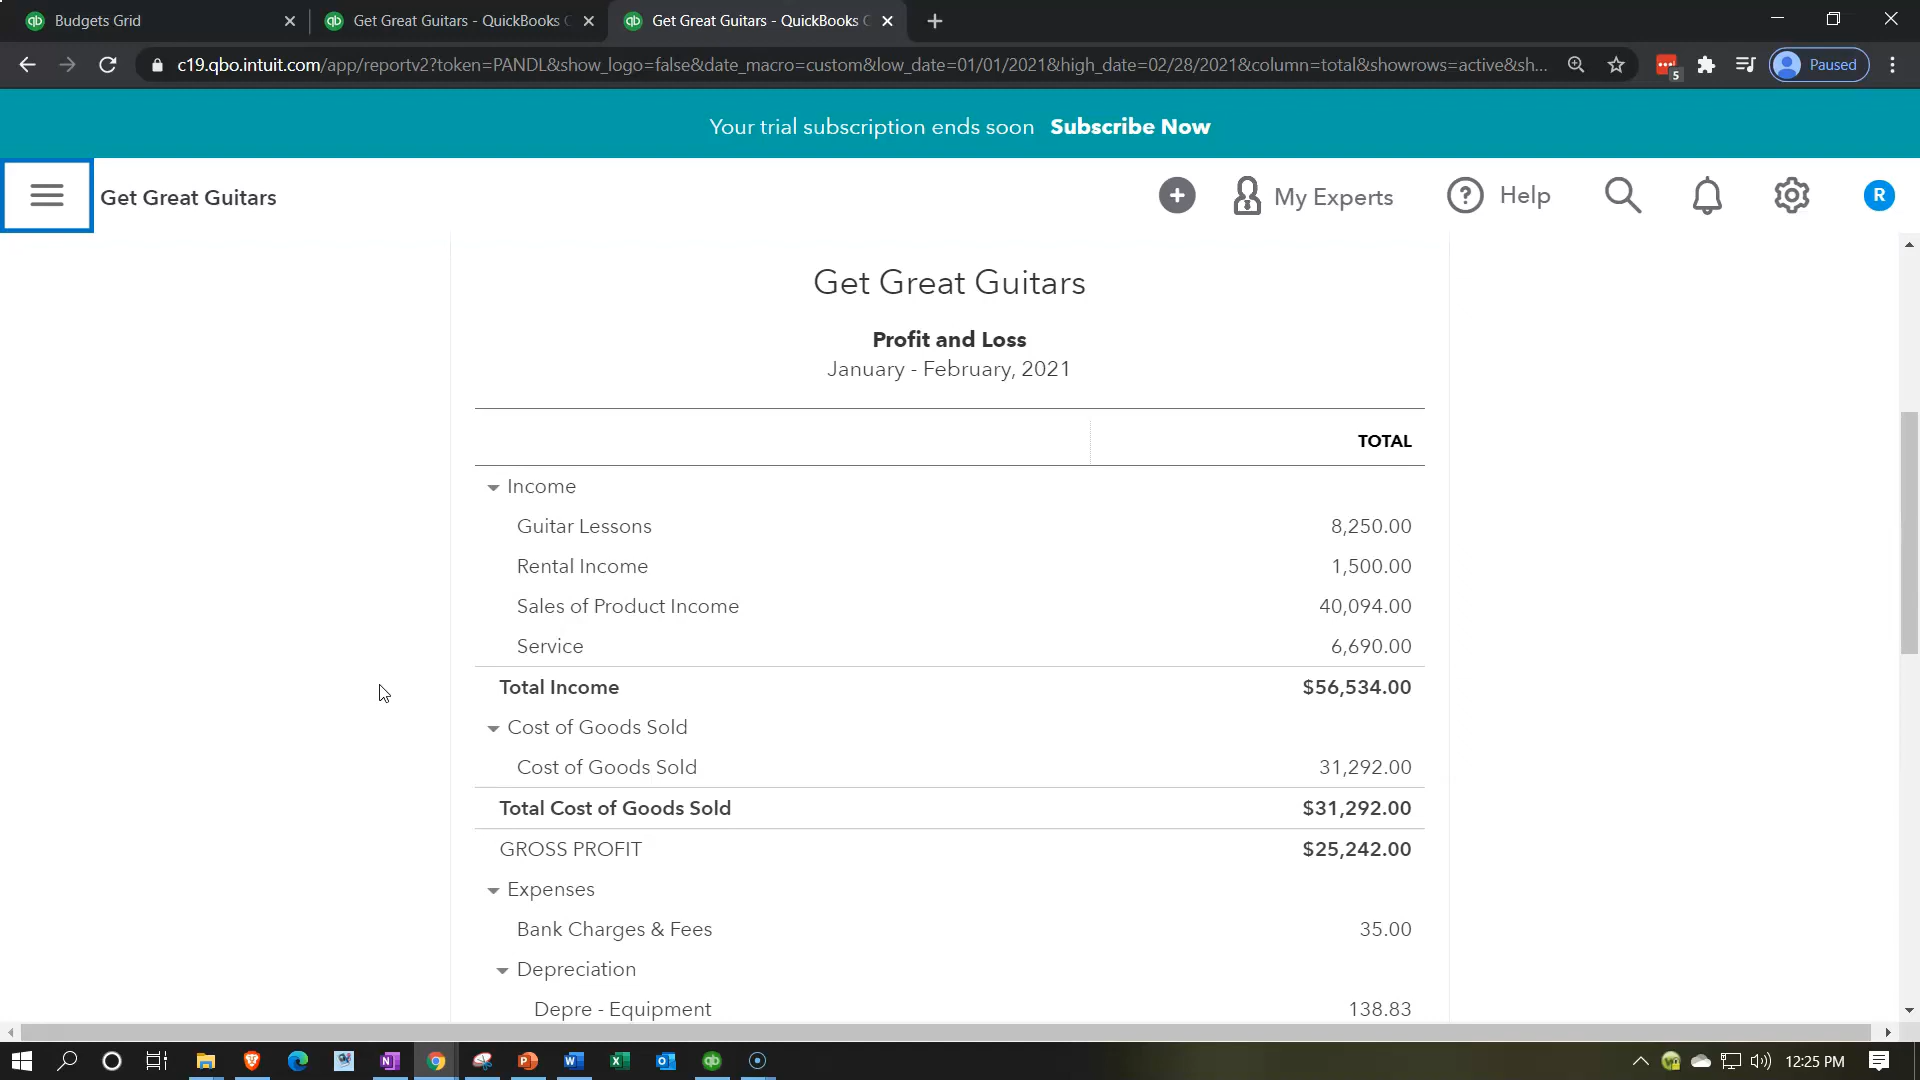 Budgets Grid
Get Great Guitars - QuickBooks
Get Great Guitars - QuickBooks
c19.qbo.intuit.com/app/reportv2?token=PANDL&show_logo=false&date_macro=custom&low_date=01/01/2021&high_date=02/28/2021&column=total&showrows=active&sh...
5
Paused
Your trial subscription ends soon Subscribe Now
Get Great Guitars
My Experts
? Help
R
Get Great Guitars
Profit and Loss
January - February, 2021
TOTAL
Income
Guitar Lessons 8,250.00
Rental Income 1,500.00
Sales of Product Income 40,094.00
Service 6,690.00
Total Income $56,534.00
Cost of Goods Sold
Cost of Goods Sold 31,292.00
Total Cost of Goods Sold $31,292.00
GROSS PROFIT $25,242.00
Expenses
Bank Charges & Fees 35.00
Depreciation
Depre - Equipment 138.83
12:25 PM